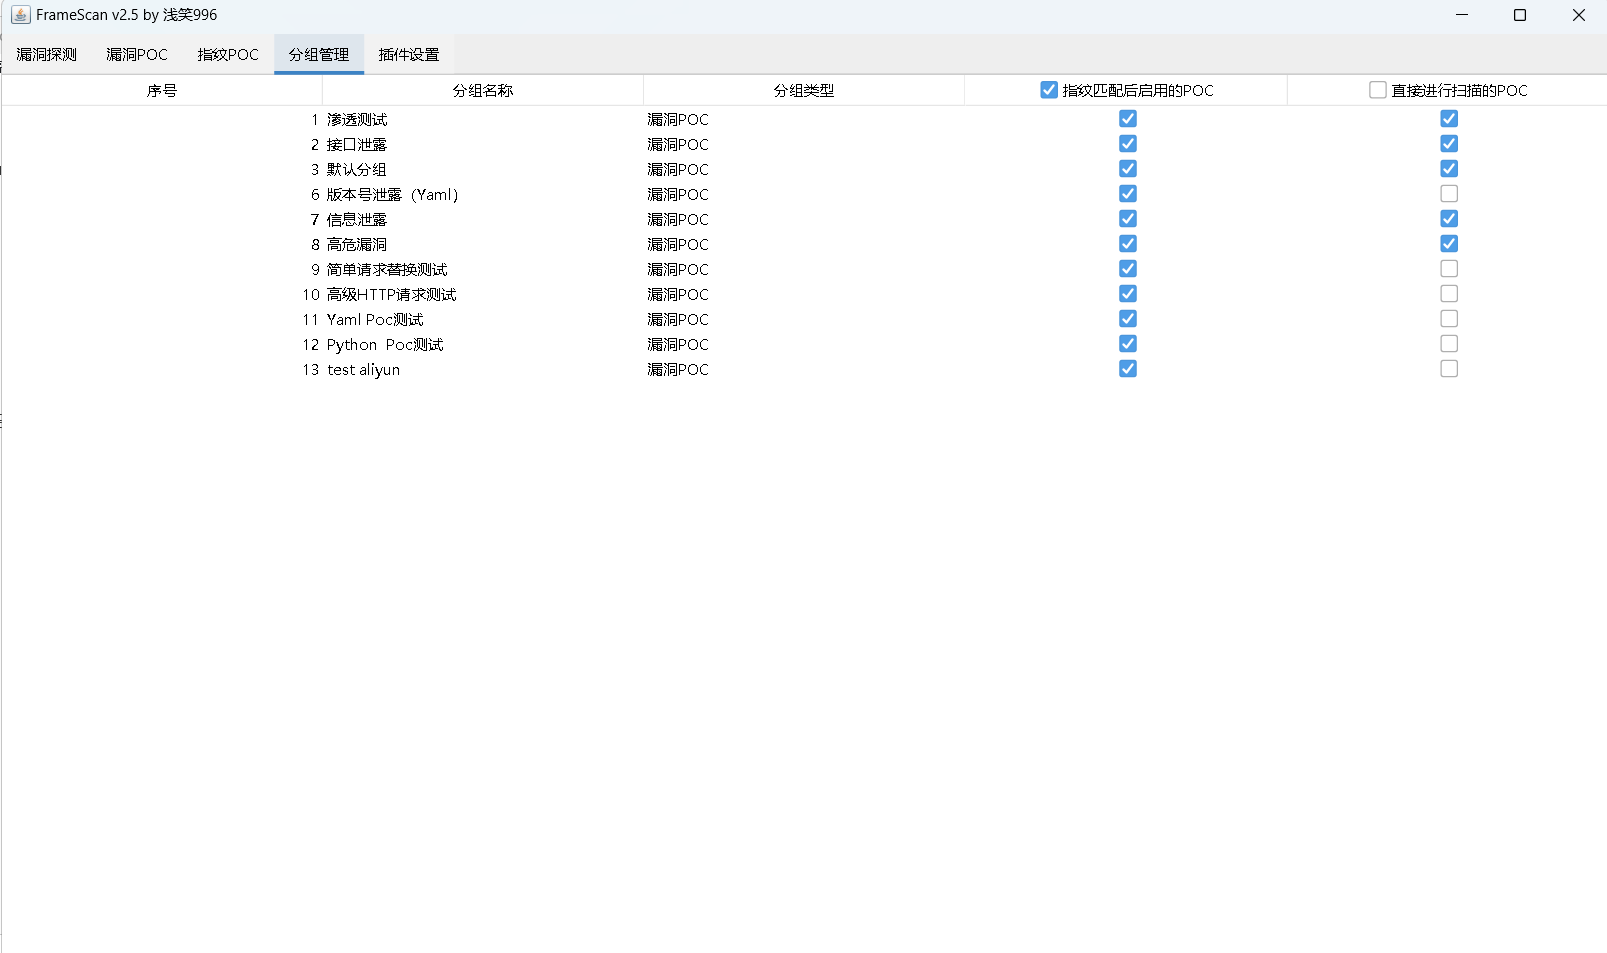 FrameScan v2.5 by 浅笑996
漏洞探测 漏洞POC 指纹POC 分组管理 插件设置
序号 分组名称 分组类型 指纹匹配后启用的POC 直接进行扫描的POC
1 渗透测试 漏洞POC
2 接口泄露 漏洞POC
3 默认分组 漏洞POC
6 版本号泄露（Yaml） 漏洞POC
7 信息泄露 漏洞POC
8 高危漏洞 漏洞POC
9 简单请求替换测试 漏洞POC
10 高级HTTP请求测试 漏洞POC
11 Yaml Poc测试 漏洞POC
12 Python Poc测试 漏洞POC
13 test aliyun 漏洞POC